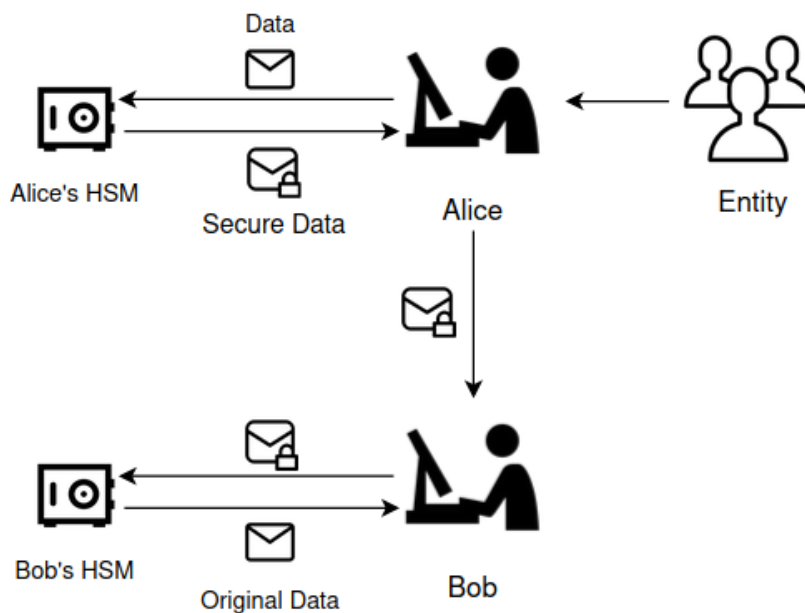 Data
Alice's HSM
Secure Data
Alice
Entity
Bob's HSM
Original Data
Bob